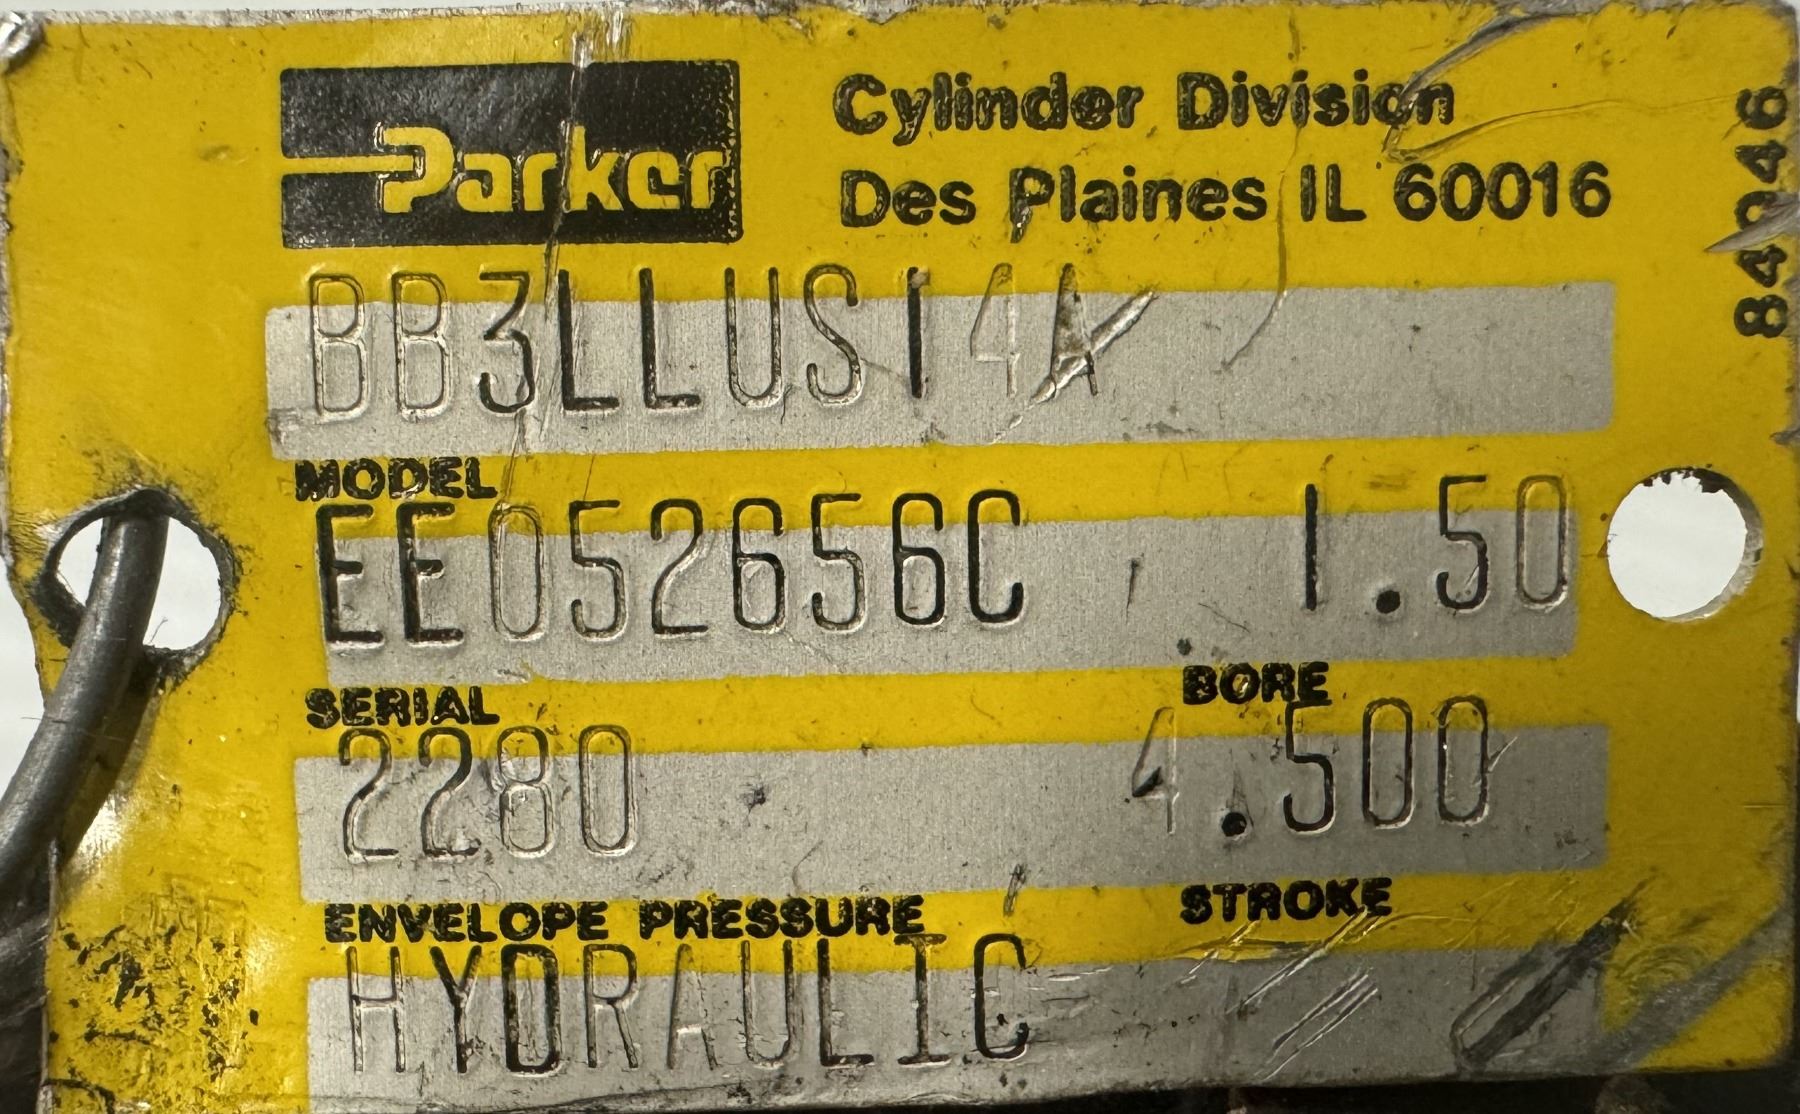 Parker
Cylinder Division
Des Plaines IL 60016
BB3LLUS14A
MODEL
EE052656C 1.50
SERIAL BORE
2280 4.500
ENVELOPE PRESSURE STROKE
HYDRAULIC